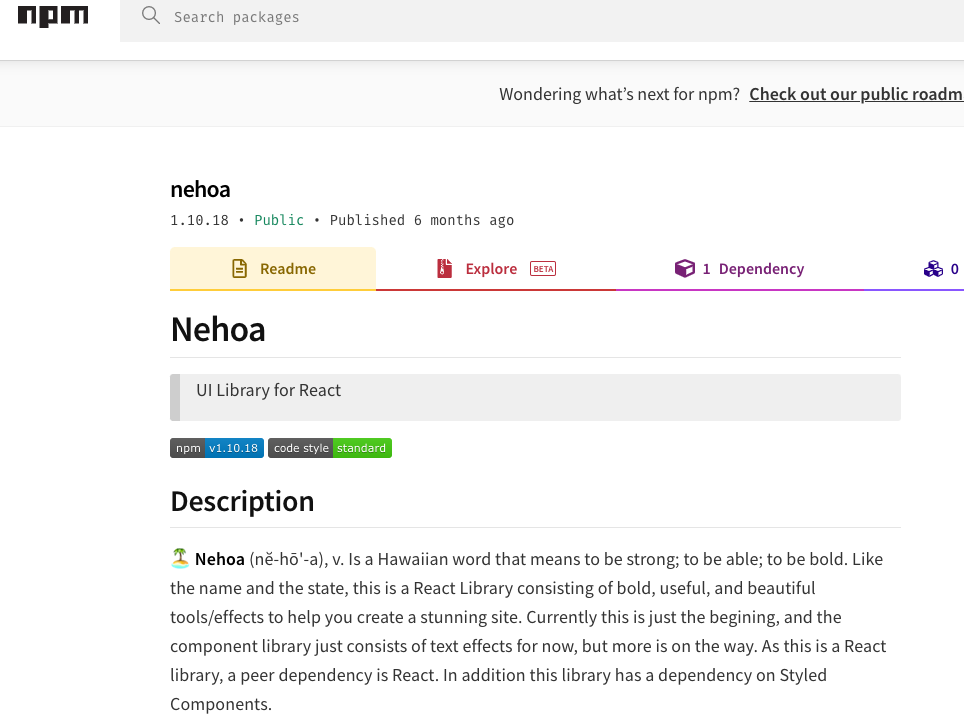 npm
Search packages
Wondering what’s next for npm? Check out our public roadm
nehoa
1.10.18 • Public • Published 6 months ago
Readme
Explore BETA
1 Dependency
0
Nehoa
UI Library for React
npm v1.10.18 code style standard
Description
Nehoa (nĕ-hō'-a), v. Is a Hawaiian word that means to be strong; to be able; to be bold. Like
the name and the state, this is a React Library consisting of bold, useful, and beautiful
tools/effects to help you create a stunning site. Currently this is just the begining, and the
component library just consists of text effects for now, but more is on the way. As this is a React
library, a peer dependency is React. In addition this library has a dependency on Styled
Components.